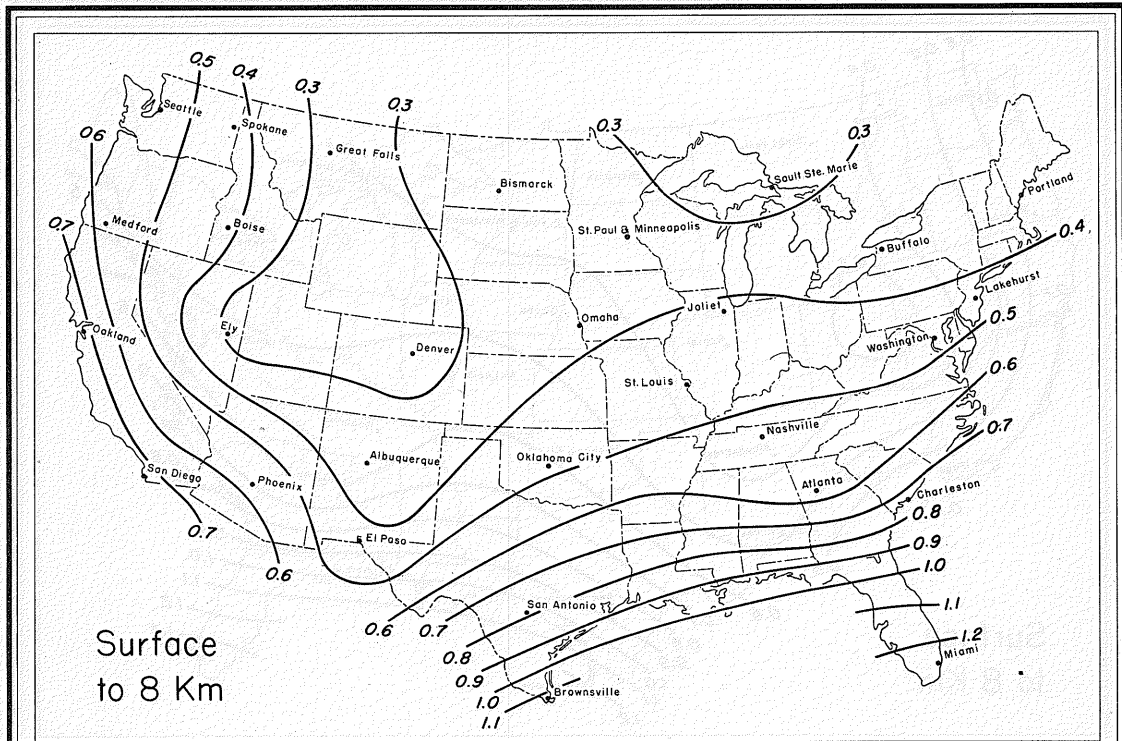 0.5
0.4
0.3
0.3
0.3
0.3
Seattle
Spokane
0.6
Great Falls
Bismarck
Sault Ste. Marie
Portland
0.7
Medford
Boise
St. Paul & Minneapolis
Buffalo
0.4
Oakland
Ely
Denver
Omaha
Joliet
Lakehurst
Washington
0.5
St. Louis
0.6
San Diego
Phoenix
Albuquerque
Oklahoma City
Nashville
0.7
Atlanta
Charleston
0.7
0.6
El Paso
0.8
0.9
1.0
San Antonio
0.6
0.7
0.8
0.9
1.0
1.1
Brownsville
1.1
1.2
Miami
Surface
to 8 Km